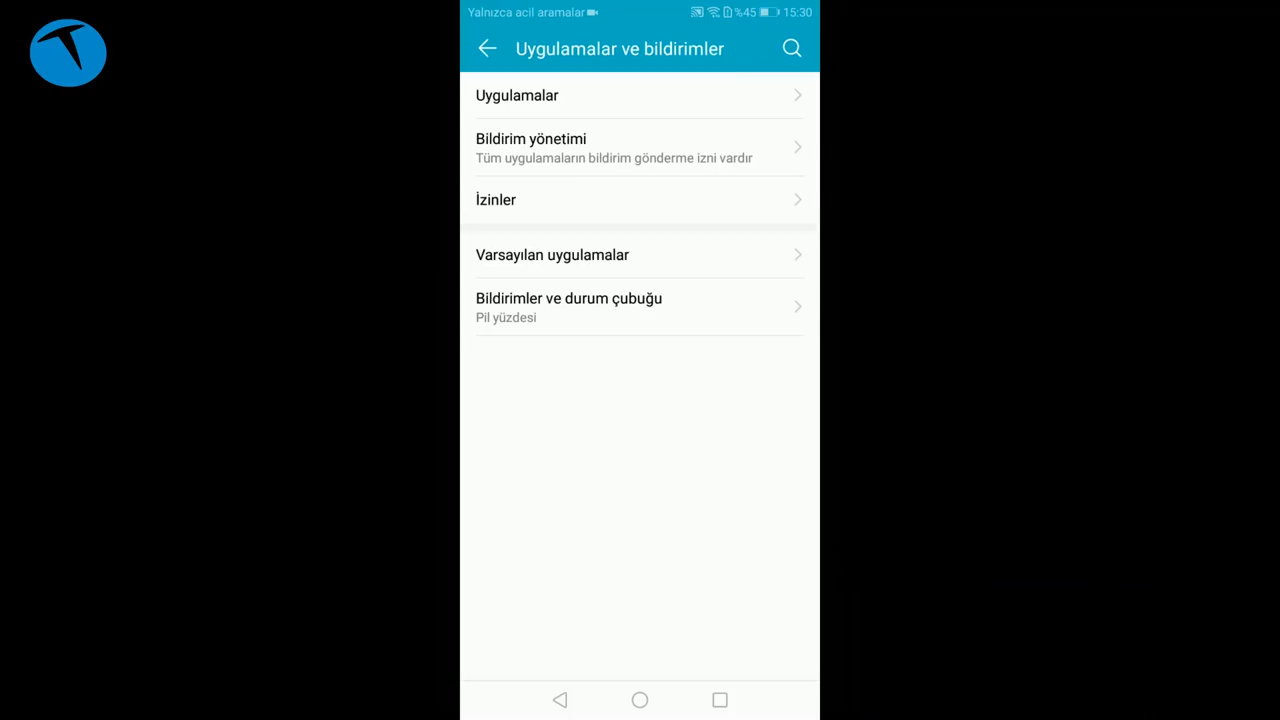 Yalnızca acil aramalar
%45 15:30
Uygulamalar ve bildirimler
Uygulamalar
Bildirim yönetimi
Tüm uygulamaların bildirim gönderme izni vardır
İzinler
Varsayılan uygulamalar
Bildirimler ve durum çubuğu
Pil yüzdesi